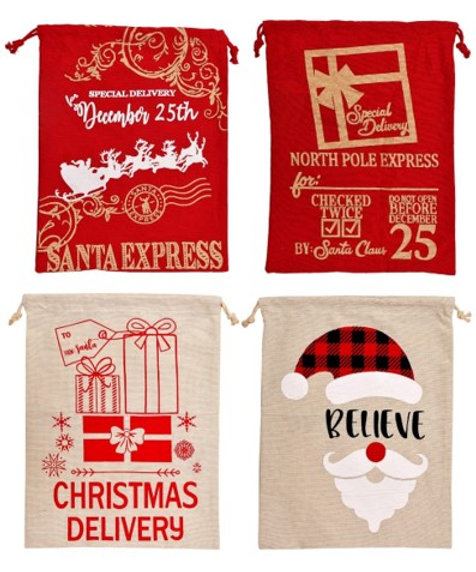 SPECIAL DELIVERY
for
December 25th
SANTA
EXPRESS
SANTA EXPRESS
Special
Delivery
NORTH POLE EXPRESS
for:
CHECKED
TWICE
BY: Santa Claus
DO NOT OPEN
BEFORE
DECEMBER
25
TO
CHRISTMAS
DELIVERY
BELIEVE